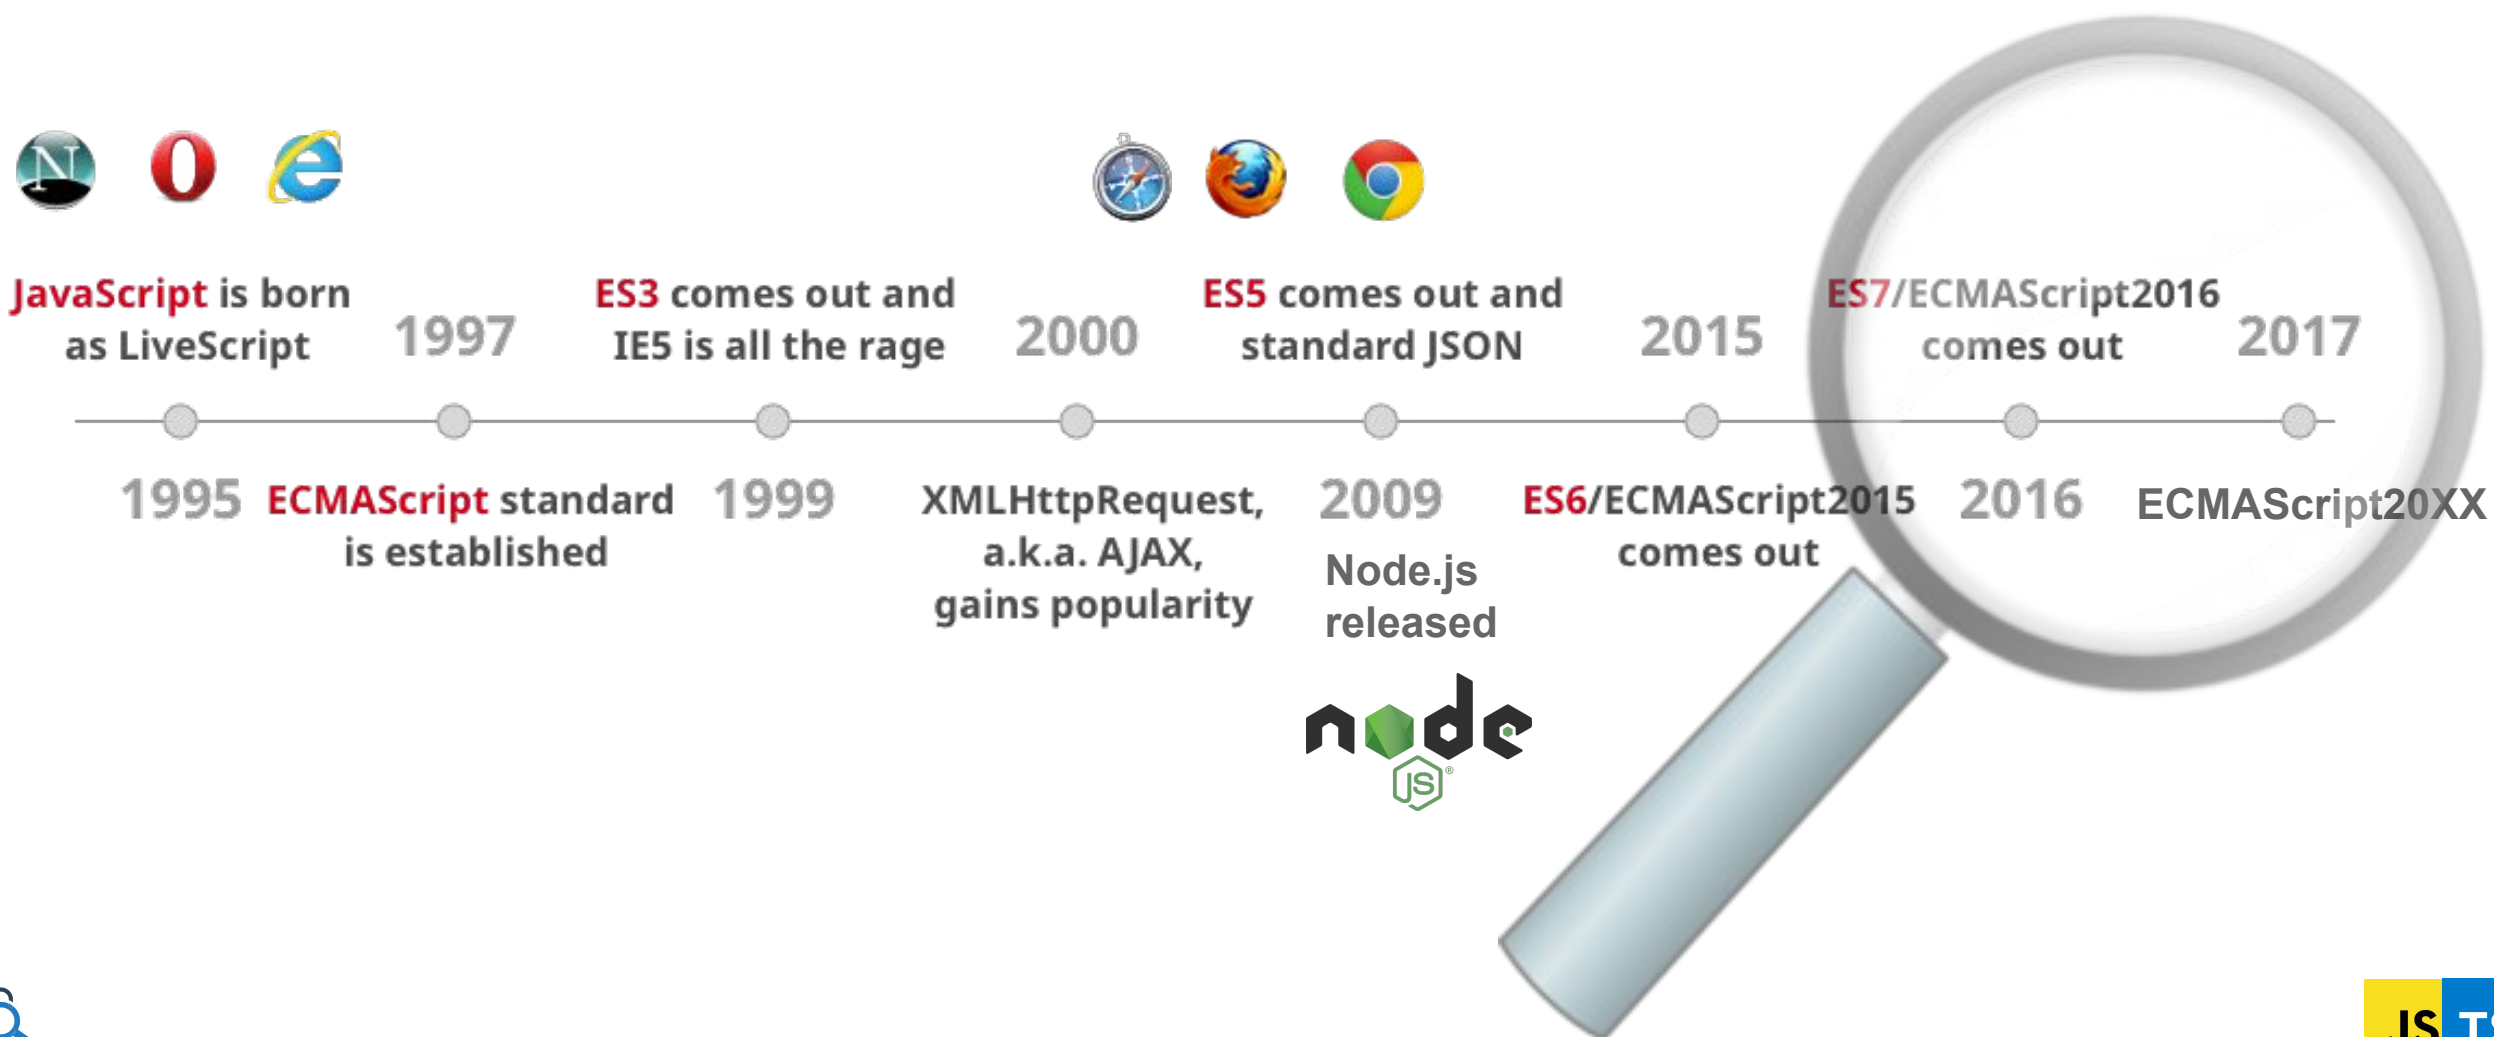 JavaScript is born
as LiveScript
1995
1997
ECMAScript standard
is established
ES3 comes out and
IE5 is all the rage
1999
2000
XMLHttpRequest,
a.k.a. AJAX,
gains popularity
ES5 comes out and
standard JSON
2009
Node.js
released
node
JS®
2015
ES6/ECMAScript2015
comes out
ES7/ECMAScript2016
comes out
2016
2017
ECMAScript20XX
N
JS